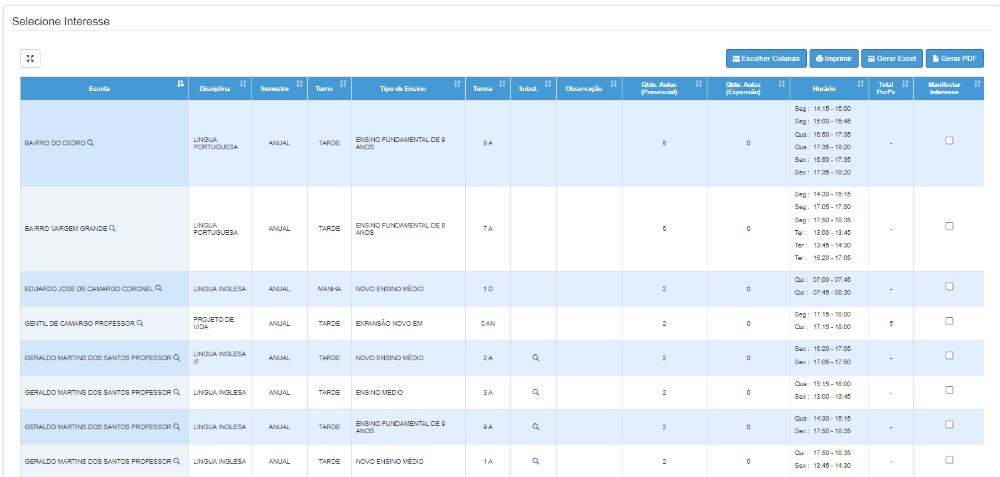 Selecione Interesse
Escolher Colunas Imprimir Gerar Excel Gerar PDF
Escola Disciplina Semestre Turno Tipo de Ensino Turma Subst. Observação Qtde. Aulas (Presencial) Qtde. Aulas (Expansão) Horário Total Profºs Manifestar Interesse
BAIRRO DO CEDRO LINGUA PORTUGUESA ANUAL TARDE ENSINO FUNDAMENTAL DE 9 ANOS 8 A 6 0
Seg : 14:15 - 15:00
Seg : 15:00 - 15:45
Qua : 16:50 - 17:35
Qua : 17:35 - 18:20
Sex : 16:50 - 17:35
Sex : 17:35 - 18:20
-
BAIRRO VARGEM GRANDE LINGUA PORTUGUESA ANUAL TARDE ENSINO FUNDAMENTAL DE 9 ANOS 7 A 6 0
Seg : 14:30 - 15:15
Seg : 17:05 - 17:50
Seg : 17:50 - 18:35
Ter : 13:00 - 13:45
Ter : 13:45 - 14:30
Ter : 16:20 - 17:05
-
EDUARDO JOSE DE CAMARGO CORONEL LINGUA INGLESA ANUAL MANHA NOVO ENSINO MÉDIO 1 D 2 0
Qui : 07:00 - 07:45
Qui : 07:45 - 08:30
-
GENTIL DE CAMARGO PROFESSOR PROJETO DE VIDA ANUAL TARDE EXPANSÃO NOVO EM 0 AN 2 0
Seg : 17:15 - 18:00
Qui : 17:15 - 18:00
5
GERALDO MARTINS DOS SANTOS PROFESSOR LINGUA INGLESA IF ANUAL TARDE NOVO ENSINO MÉDIO 2 A 2 0
Sex : 16:20 - 17:05
Sex : 17:05 - 17:50
-
GERALDO MARTINS DOS SANTOS PROFESSOR LINGUA INGLESA ANUAL TARDE ENSINO MEDIO 3 A 2 0
Qua : 15:15 - 16:00
Sex : 13:00 - 13:45
-
GERALDO MARTINS DOS SANTOS PROFESSOR LINGUA INGLESA ANUAL TARDE ENSINO FUNDAMENTAL DE 9 ANOS 9 A 2 0
Qua : 14:30 - 15:15
Sex : 17:50 - 18:35
-
GERALDO MARTINS DOS SANTOS PROFESSOR LINGUA INGLESA ANUAL TARDE NOVO ENSINO MÉDIO 1 A 2 0
Qui : 17:50 - 18:35
Sex : 13:45 - 14:30
-